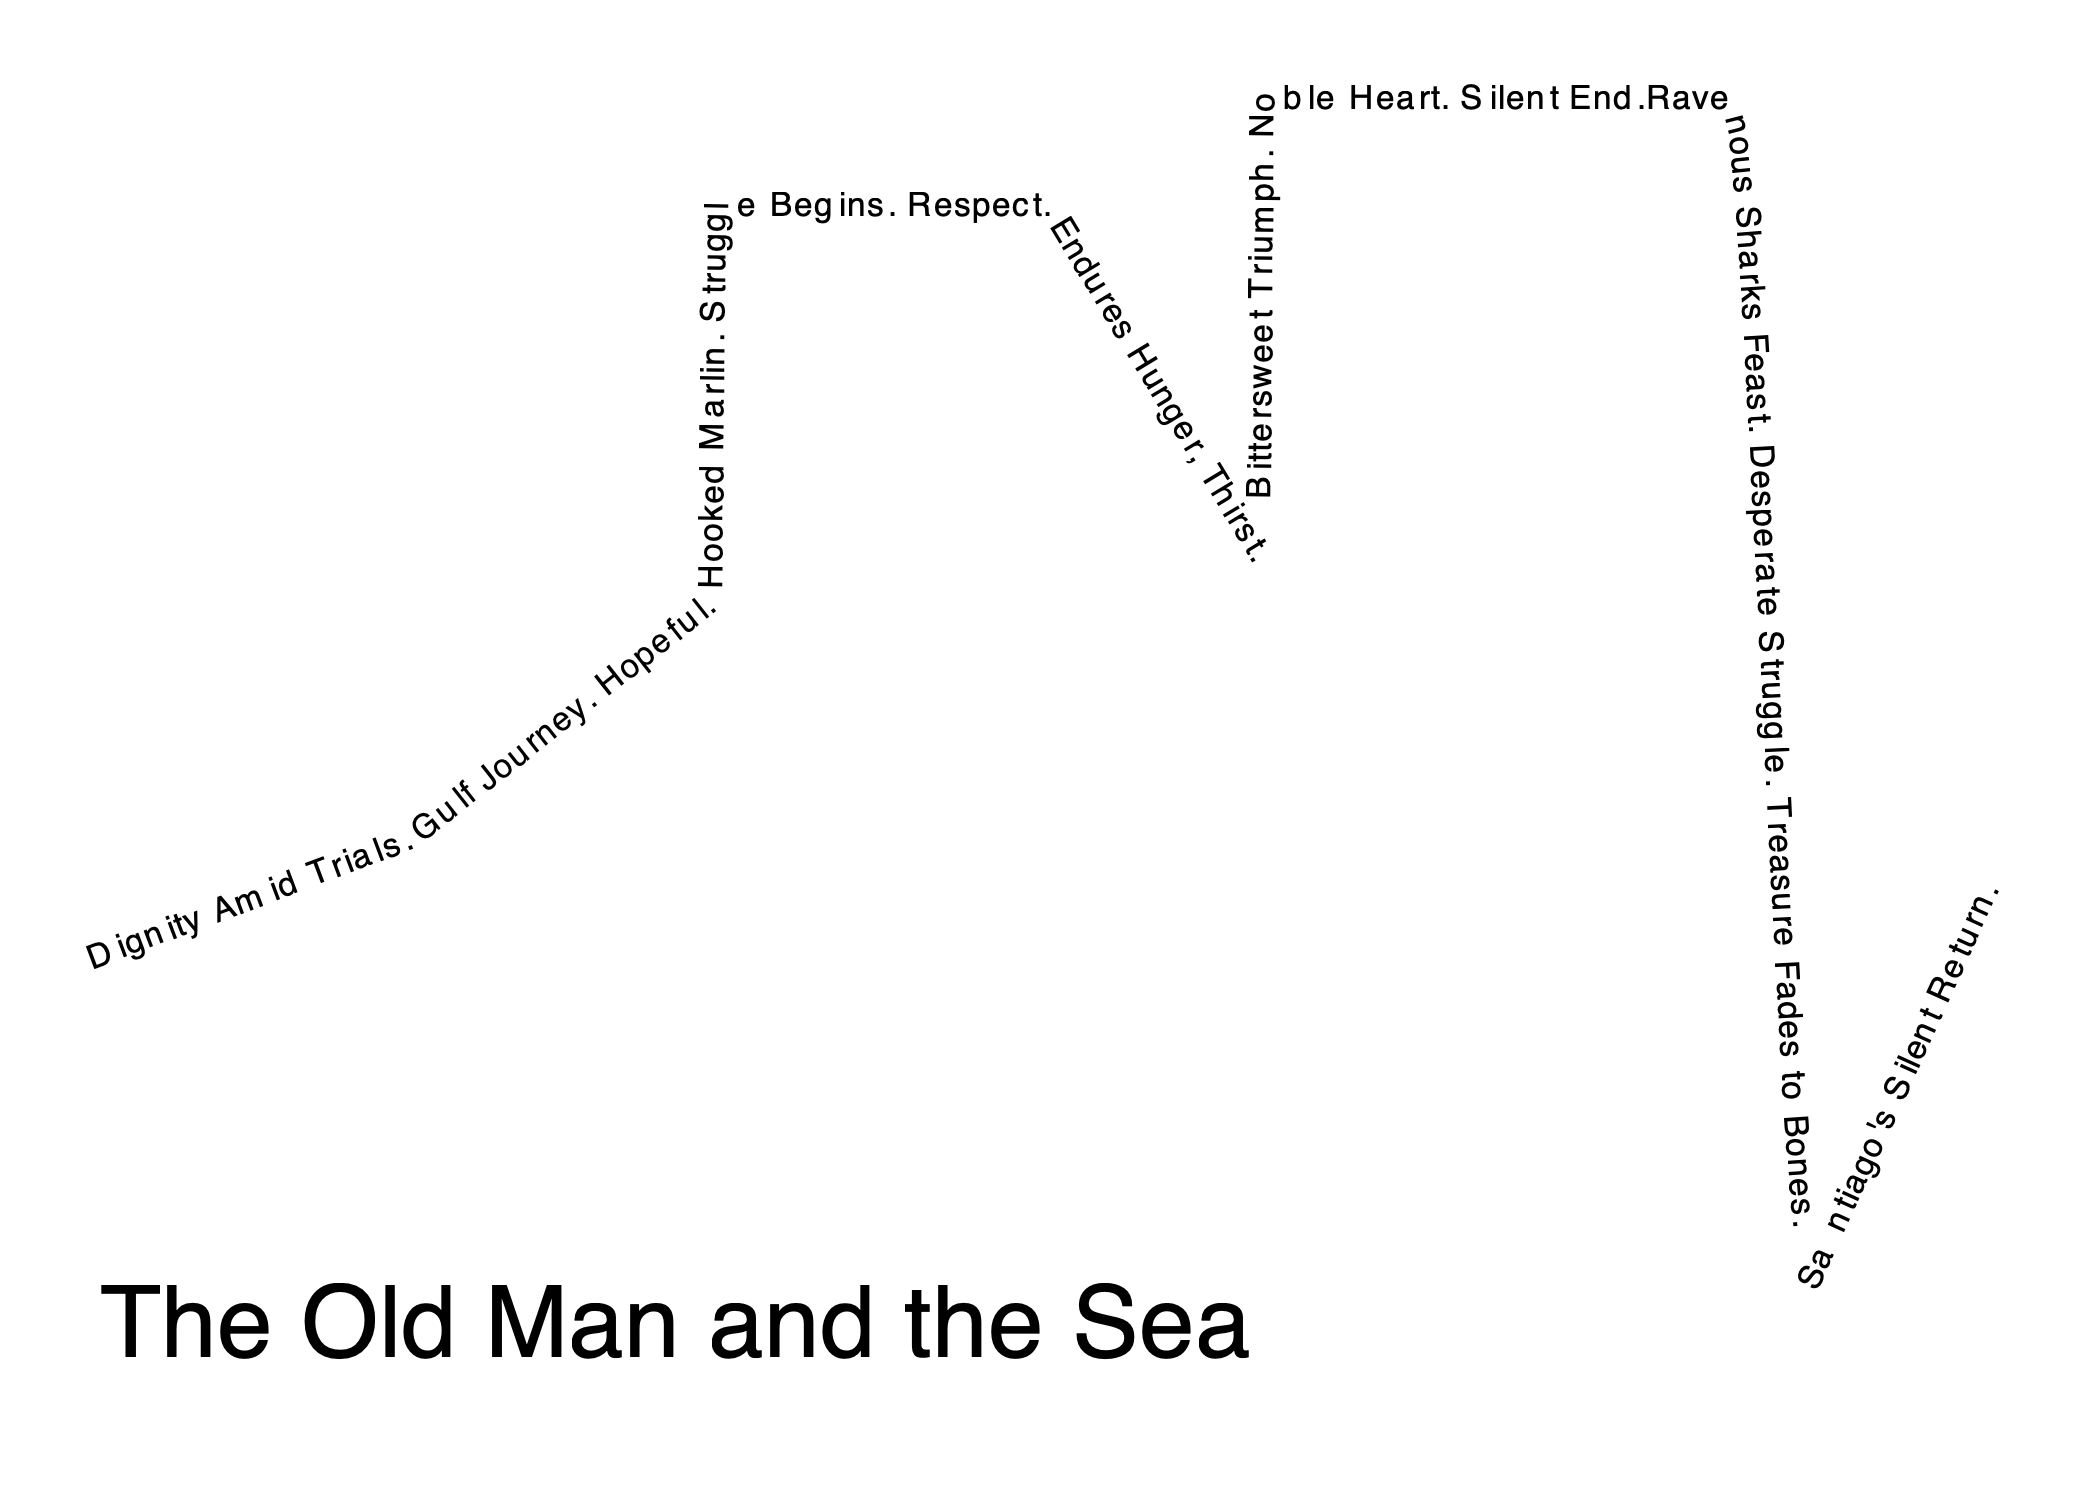 Dignity Amid Trials. Gulf Journey. Hopeful. Hooked Marlin. Struggle Begins. Respect. Endures Hunger, Thirst. Bittersweet Triumph. Noble Heart. Silent End. Ravenous Sharks Feast. Desperate Struggle. Treasure Fades to Bones. Santiago's Silent Return.
The Old Man and the Sea